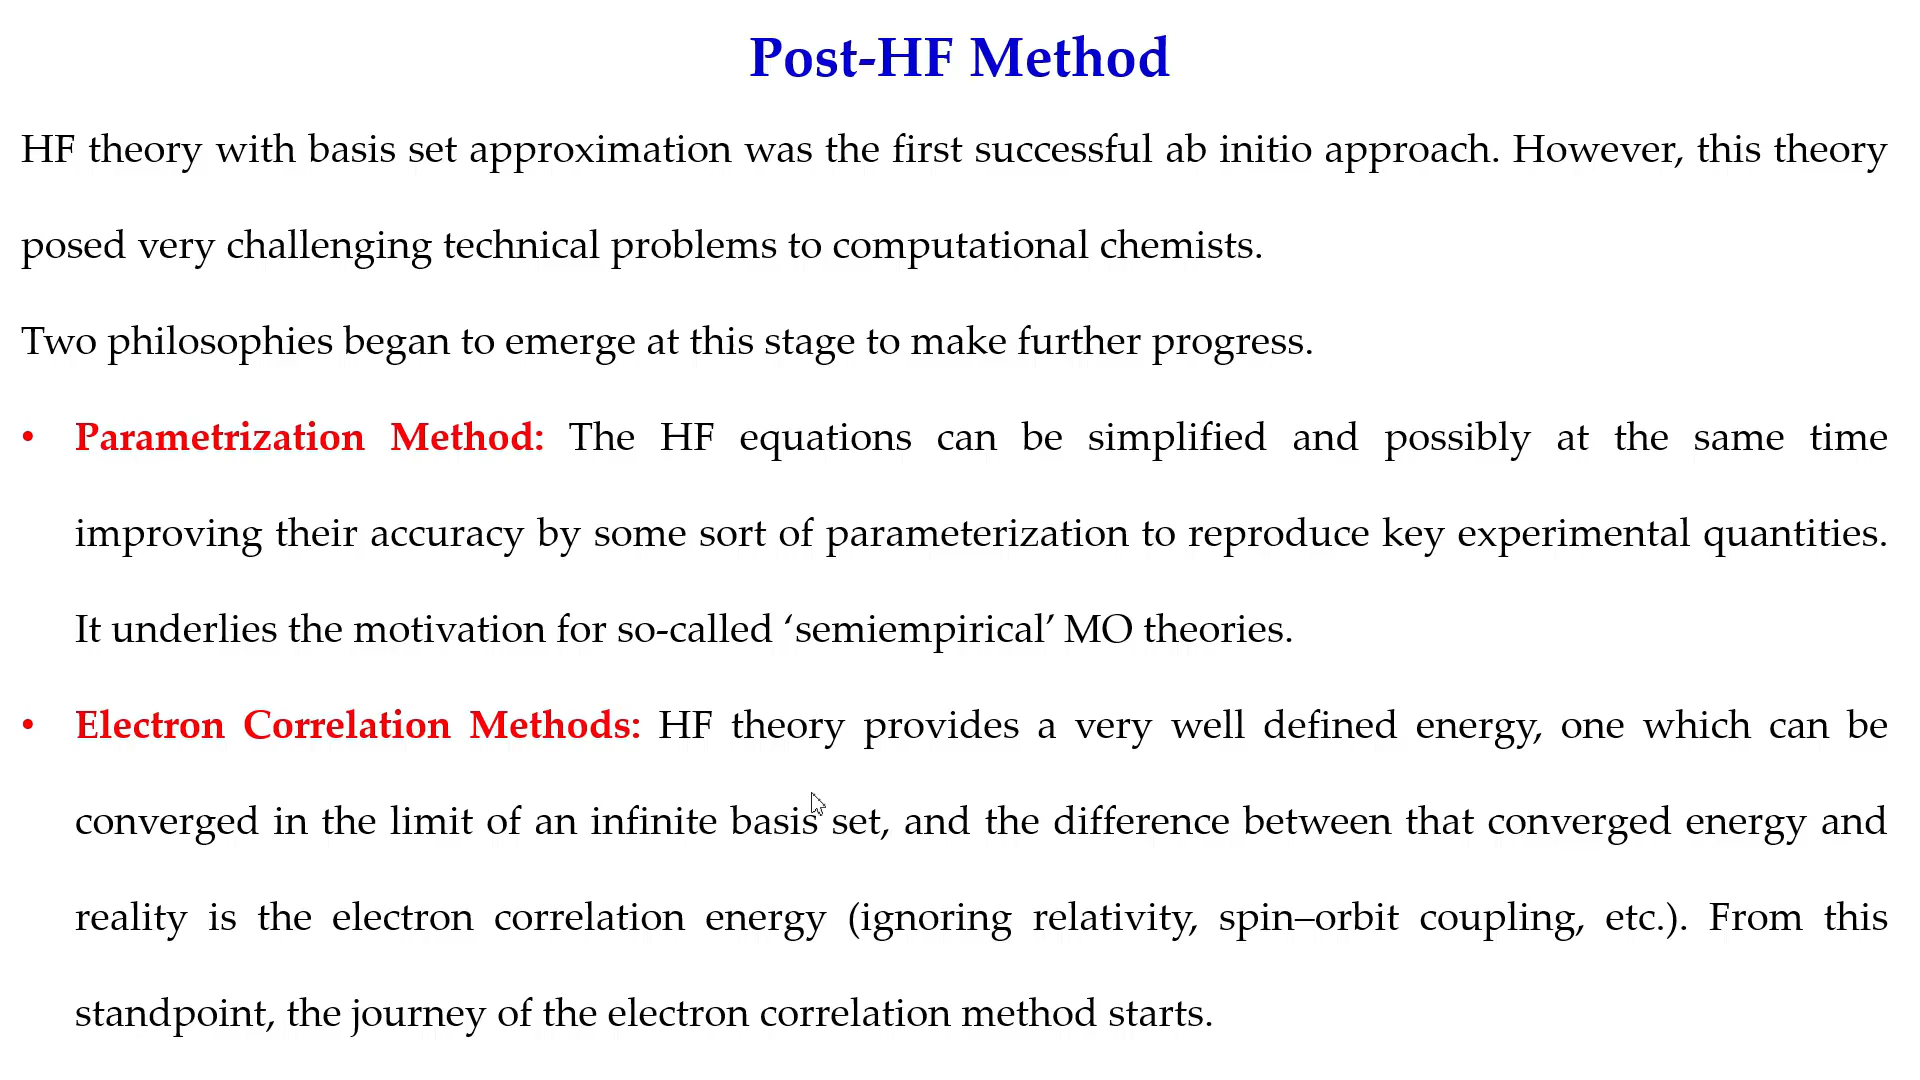 Post-HF Method
HF theory with basis set approximation was the first successful ab initio approach. However, this theory
posed very challenging technical problems to computational chemists.
Two philosophies began to emerge at this stage to make further progress.
• Parametrization Method: The HF equations can be simplified and possibly at the same time
improving their accuracy by some sort of parameterization to reproduce key experimental quantities.
It underlies the motivation for so-called ‘semiempirical’ MO theories.
• Electron Correlation Methods: HF theory provides a very well defined energy, one which can be
converged in the limit of an infinite basis set, and the difference between that converged energy and
reality is the electron correlation energy (ignoring relativity, spin–orbit coupling, etc.). From this
standpoint, the journey of the electron correlation method starts.